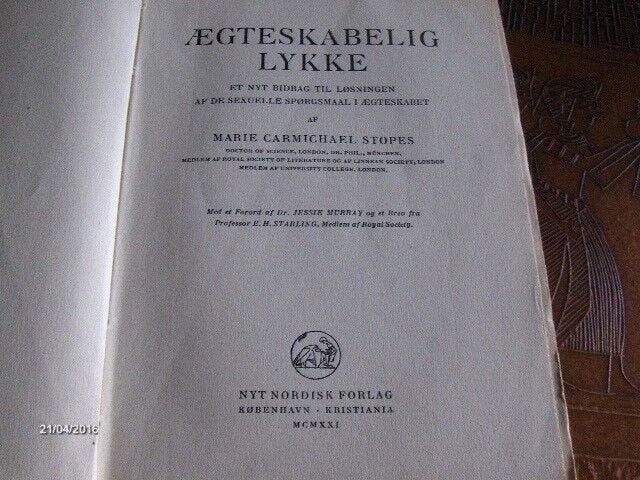 ÆGTESKABELIG
LYKKE
ET NYT BIDRAG TIL LØSNINGEN
AF DE SEXUELLE SPØRGSMAAL I ÆGTESKABET
AF
MARIE CARMICHAEL STOPES
DOCTOR OF SCIENCE, LONDON, DR. PHIL., MÜNCHEN,
MEDLEM AF ROYAL SOCIETY OF LITERATURE OG AF LINNEAN SOCIETY, LONDON
MEDLEM AF UNIVERSITY COLLEGE, LONDON.
Med et Forord af Dr. JESSIE MURRAY og et Brev fra
Professor E. H. STARLING, Medlem af Royal Society.
NYT NORDISK FORLAG
KØBENHAVN · KRISTIANIA
MCMXXI
21/04/2016